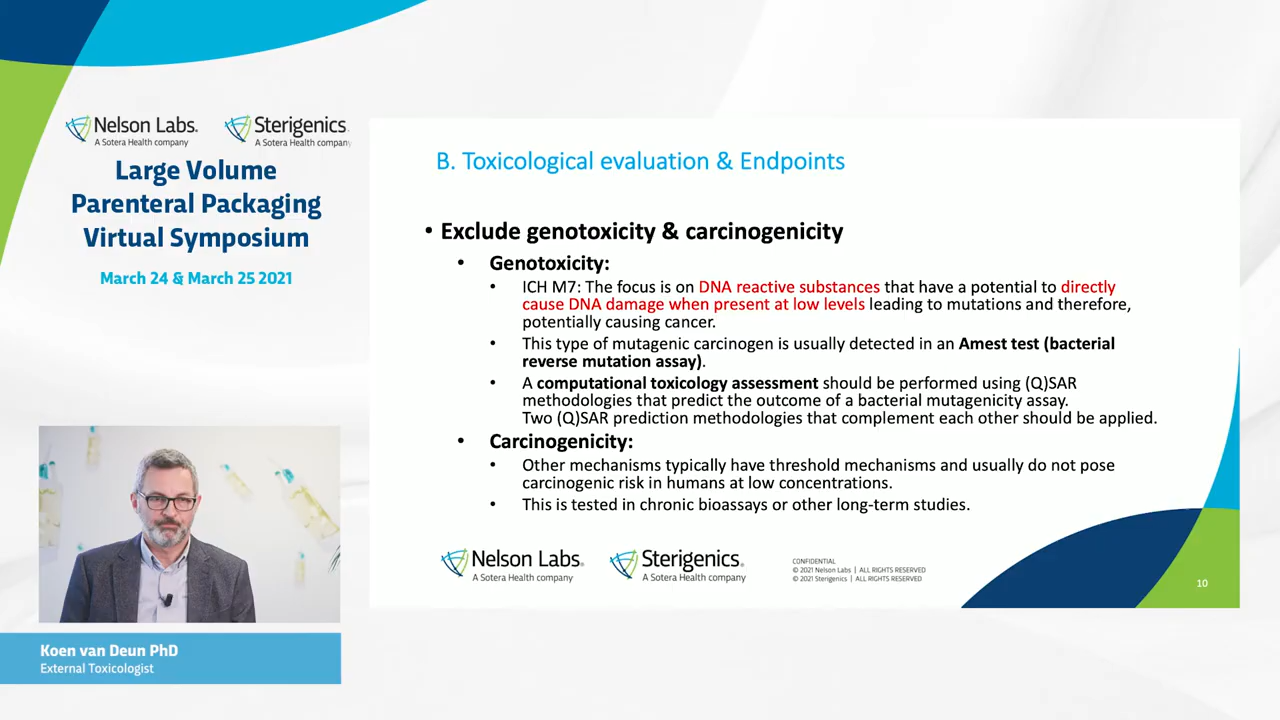 Nelson Labs.
A Sotera Health company
Sterigenics.
A Sotera Health company
Large Volume
Parenteral Packaging
Virtual Symposium
March 24 & March 25 2021
B. Toxicological evaluation & Endpoints
• Exclude genotoxicity & carcinogenicity
• Genotoxicity:
• ICH M7: The focus is on DNA reactive substances that have a potential to directly
cause DNA damage when present at low levels leading to mutations and therefore,
potentially causing cancer.
• This type of mutagenic carcinogen is usually detected in an Amest test (bacterial
reverse mutation assay).
• A computational toxicology assessment should be performed using (Q)SAR
methodologies that predict the outcome of a bacterial mutagenicity assay.
Two (Q)SAR prediction methodologies that complement each other should be applied.
• Carcinogenicity:
• Other mechanisms typically have threshold mechanisms and usually do not pose
carcinogenic risk in humans at low concentrations.
• This is tested in chronic bioassays or other long-term studies.
Nelson Labs.
A Sotera Health company
Sterigenics.
A Sotera Health company
CONFIDENTIAL
© 2021 Nelson Labs | ALL RIGHTS RESERVED
© 2021 Sterigenics | ALL RIGHTS RESERVED
10
Koen van Deun PhD
External Toxicologist